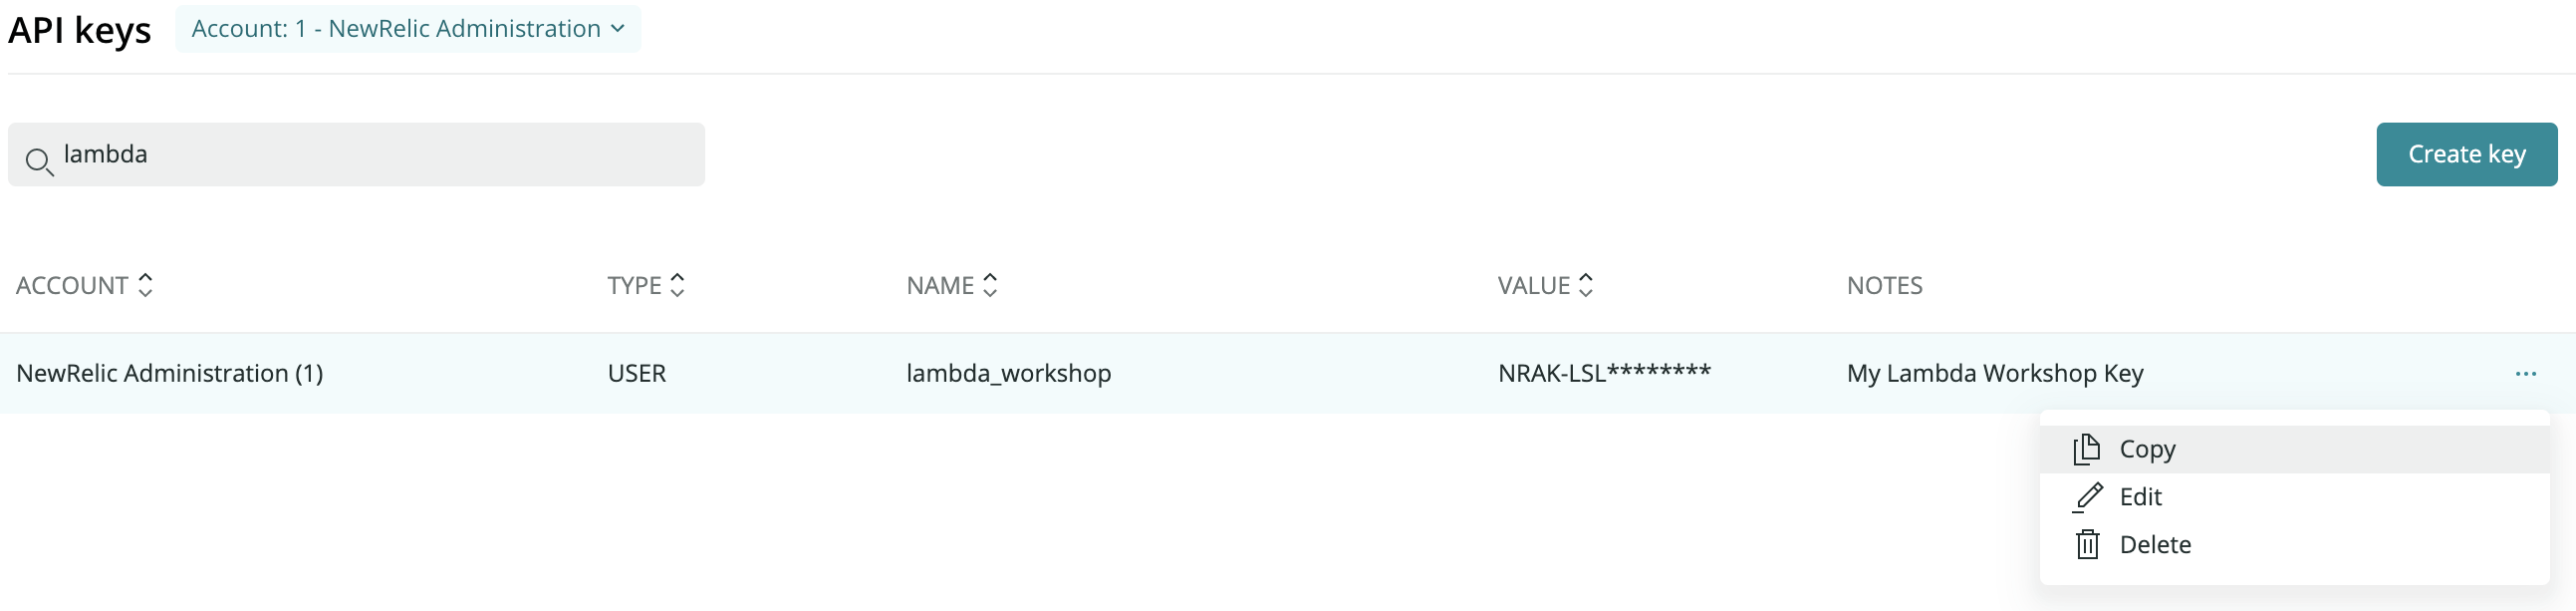 API keys Account: 1 - NewRelic Administration
lambda
Create key
ACCOUNT TYPE NAME VALUE NOTES
NewRelic Administration (1) USER lambda_workshop NRAK-LSL******** My Lambda Workshop Key ...
Copy
Edit
Delete